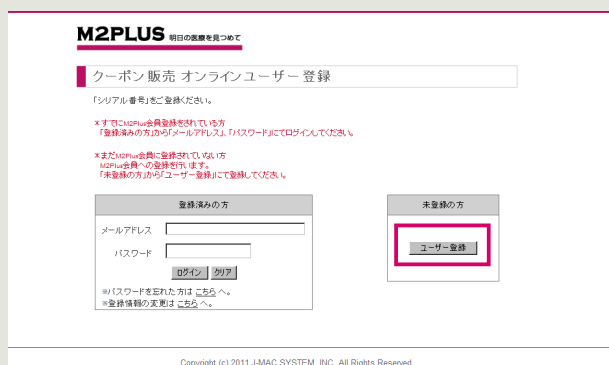 M2PLUS 明日の医療を見つめて
クーポン販売 オンラインユーザー登録
「シリアル番号」をご登録ください。
※すでにM2Plus会員登録をされている方
「登録済みの方」から「メールアドレス」、「パスワード」にてログインしてください。
※まだM2Plus会員に登録されていない方
M2Plus会員への登録を行います。
「未登録の方」から「ユーザー登録」にて登録してください。
登録済みの方
メールアドレス
パスワード
ログイン クリア
※パスワードを忘れた方は こちら へ。
※登録情報の変更は こちら へ。
未登録の方
ユーザー登録
Copyright (c) 2011 J-MAC SYSTEM, INC. All Rights Reserved.